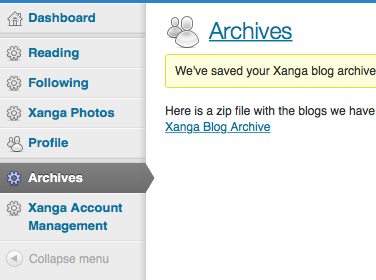 Dashboard
Reading
Following
Xanga Photos
Profile
Archives
Xanga Account
Management
Collapse menu
Archives
We've saved your Xanga blog archive
Here is a zip file with the blogs we have
Xanga Blog Archive